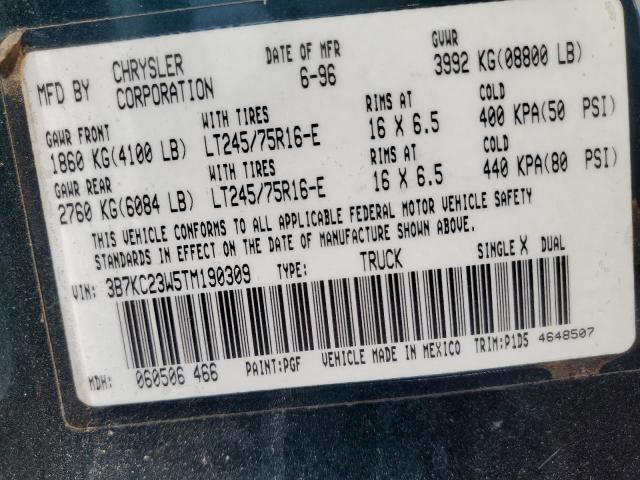 MFD BY CHRYSLER CORPORATION DATE OF MFR 6-96 GVWR 3992 KG(08800 LB)
GAWR FRONT WITH TIRES RIMS AT COLD
1860 KG(4100 LB) LT245/75R16-E 16 X 6.5 400 KPA(50 PSI)
GAWR REAR WITH TIRES RIMS AT COLD
2760 KG(6084 LB) LT245/75R16-E 16 X 6.5 440 KPA(80 PSI)
THIS VEHICLE CONFORMS TO ALL APPLICABLE FEDERAL MOTOR VEHICLE SAFETY
STANDARDS IN EFFECT ON THE DATE OF MANUFACTURE SHOWN ABOVE.
VIN: 3B7KC23W5TM190309 TYPE: TRUCK SINGLE X DUAL
MDH: 060506 466 PAINT:PGF VEHICLE MADE IN MEXICO TRIM:P1D5 4648507